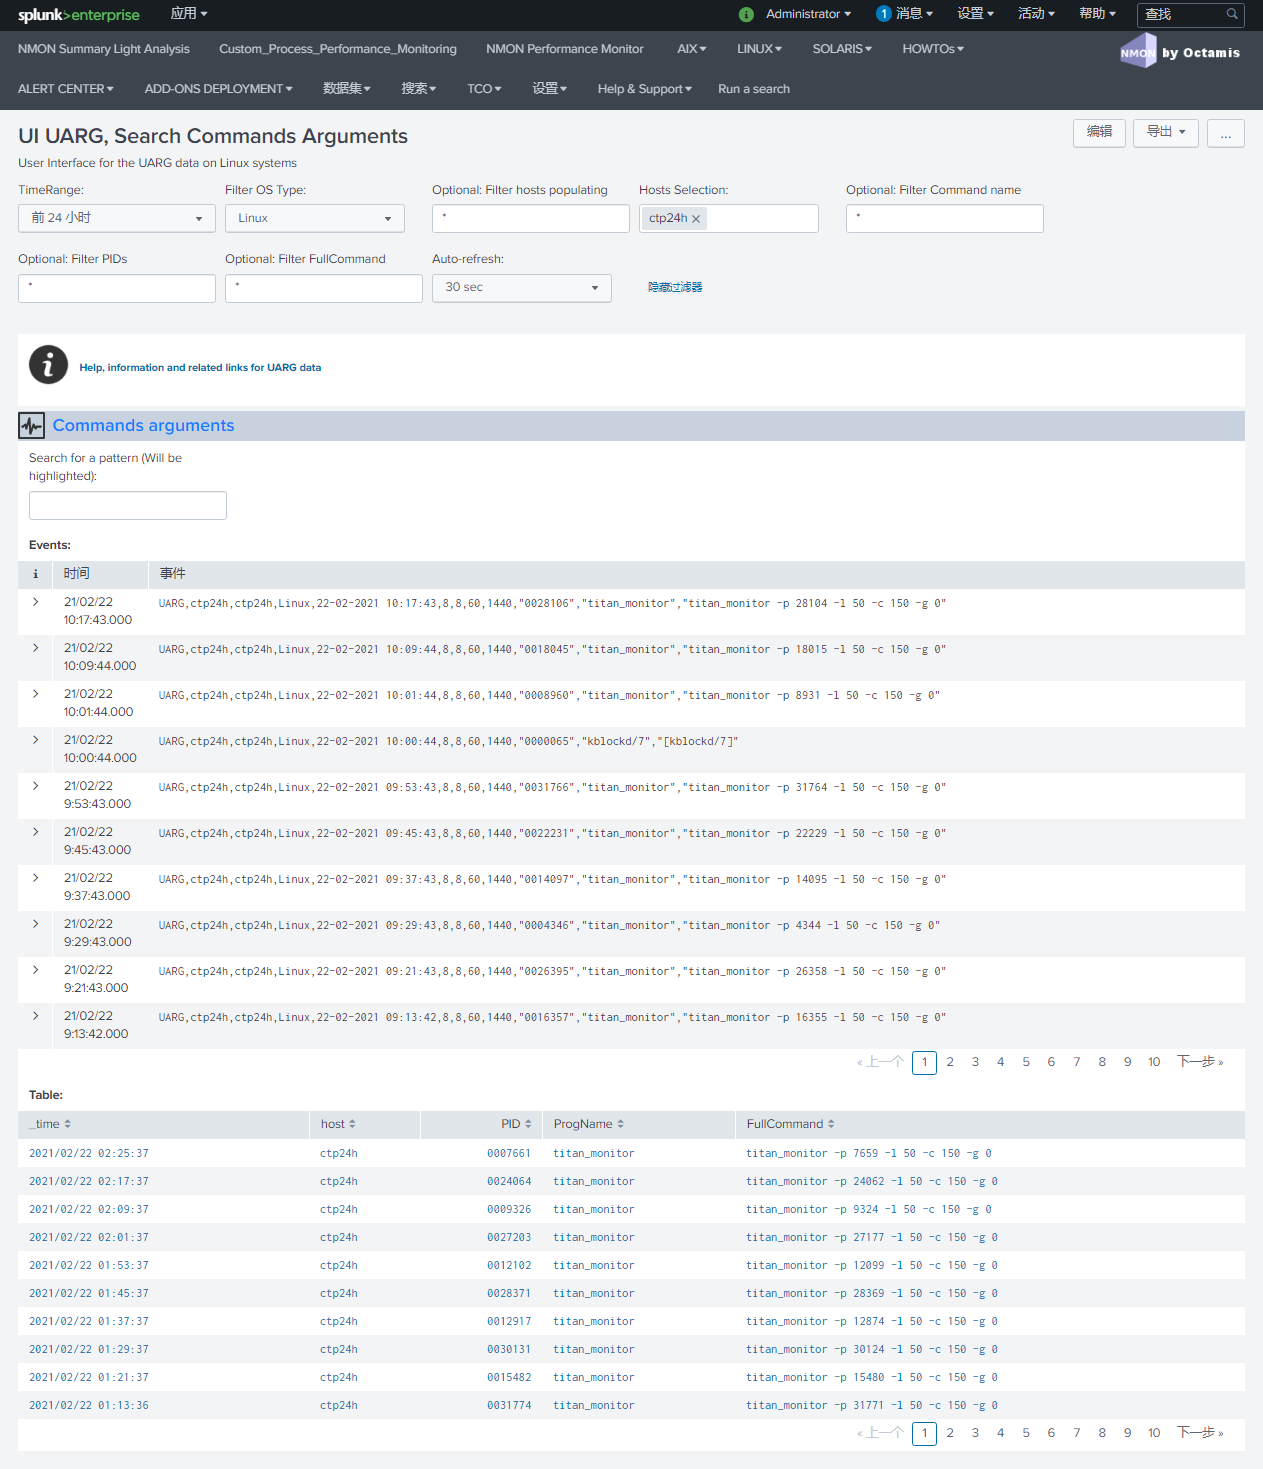 splunk>enterprise 应用 Administrator 1 消息 设置 活动 帮助 查找
NMON Summary Light Analysis Custom_Process_Performance_Monitoring NMON Performance Monitor AIX LINUX SOLARIS HOWTOs NMON by Octamis
ALERT CENTER ADD-ONS DEPLOYMENT 数据集 搜索 TCO 设置 Help & Support Run a search
UI UARG, Search Commands Arguments 编辑 导出 ...
User Interface for the UARG data on Linux systems
TimeRange: Filter OS Type: Optional: Filter hosts populating Hosts Selection: Optional: Filter Command name
前 24 小时 Linux * ctp24h × *
Optional: Filter PIDs Optional: Filter FullCommand Auto-refresh:
* * 30 sec 隐藏过滤器
Help, information and related links for UARG data
Commands arguments
Search for a pattern (Will be
highlighted):
Events:
i 时间 事件
21/02/22
10:17:43.000 UARG,ctp24h,ctp24h,Linux,22-02-2021 10:17:43,8,8,60,1440,"0028106","titan_monitor","titan_monitor -p 28104 -l 50 -c 150 -g 0"
21/02/22
10:09:44.000 UARG,ctp24h,ctp24h,Linux,22-02-2021 10:09:44,8,8,60,1440,"0018045","titan_monitor","titan_monitor -p 18015 -l 50 -c 150 -g 0"
21/02/22
10:01:44.000 UARG,ctp24h,ctp24h,Linux,22-02-2021 10:01:44,8,8,60,1440,"0008960","titan_monitor","titan_monitor -p 8931 -l 50 -c 150 -g 0"
21/02/22
10:00:44.000 UARG,ctp24h,ctp24h,Linux,22-02-2021 10:00:44,8,8,60,1440,"0000065","kblockd/7","[kblockd/7]"
21/02/22
9:53:43.000 UARG,ctp24h,ctp24h,Linux,22-02-2021 09:53:43,8,8,60,1440,"0031766","titan_monitor","titan_monitor -p 31764 -l 50 -c 150 -g 0"
21/02/22
9:45:43.000 UARG,ctp24h,ctp24h,Linux,22-02-2021 09:45:43,8,8,60,1440,"0022231","titan_monitor","titan_monitor -p 22229 -l 50 -c 150 -g 0"
21/02/22
9:37:43.000 UARG,ctp24h,ctp24h,Linux,22-02-2021 09:37:43,8,8,60,1440,"0014097","titan_monitor","titan_monitor -p 14095 -l 50 -c 150 -g 0"
21/02/22
9:29:43.000 UARG,ctp24h,ctp24h,Linux,22-02-2021 09:29:43,8,8,60,1440,"0004346","titan_monitor","titan_monitor -p 4344 -l 50 -c 150 -g 0"
21/02/22
9:21:43.000 UARG,ctp24h,ctp24h,Linux,22-02-2021 09:21:43,8,8,60,1440,"0026395","titan_monitor","titan_monitor -p 26358 -l 50 -c 150 -g 0"
21/02/22
9:13:42.000 UARG,ctp24h,ctp24h,Linux,22-02-2021 09:13:42,8,8,60,1440,"0016357","titan_monitor","titan_monitor -p 16355 -l 50 -c 150 -g 0"
« 上一个 1 2 3 4 5 6 7 8 9 10 下一步 »
Table:
_time host PID ProgName FullCommand
2021/02/22 02:25:37 ctp24h 0007661 titan_monitor titan_monitor -p 7659 -l 50 -c 150 -g 0
2021/02/22 02:17:37 ctp24h 0024064 titan_monitor titan_monitor -p 24062 -l 50 -c 150 -g 0
2021/02/22 02:09:37 ctp24h 0009326 titan_monitor titan_monitor -p 9324 -l 50 -c 150 -g 0
2021/02/22 02:01:37 ctp24h 0027203 titan_monitor titan_monitor -p 27177 -l 50 -c 150 -g 0
2021/02/22 01:53:37 ctp24h 0012102 titan_monitor titan_monitor -p 12099 -l 50 -c 150 -g 0
2021/02/22 01:45:37 ctp24h 0028371 titan_monitor titan_monitor -p 28369 -l 50 -c 150 -g 0
2021/02/22 01:37:37 ctp24h 0012917 titan_monitor titan_monitor -p 12874 -l 50 -c 150 -g 0
2021/02/22 01:29:37 ctp24h 0030131 titan_monitor titan_monitor -p 30124 -l 50 -c 150 -g 0
2021/02/22 01:21:37 ctp24h 0015482 titan_monitor titan_monitor -p 15480 -l 50 -c 150 -g 0
2021/02/22 01:13:36 ctp24h 0031774 titan_monitor titan_monitor -p 31771 -l 50 -c 150 -g 0
« 上一个 1 2 3 4 5 6 7 8 9 10 下一步 »